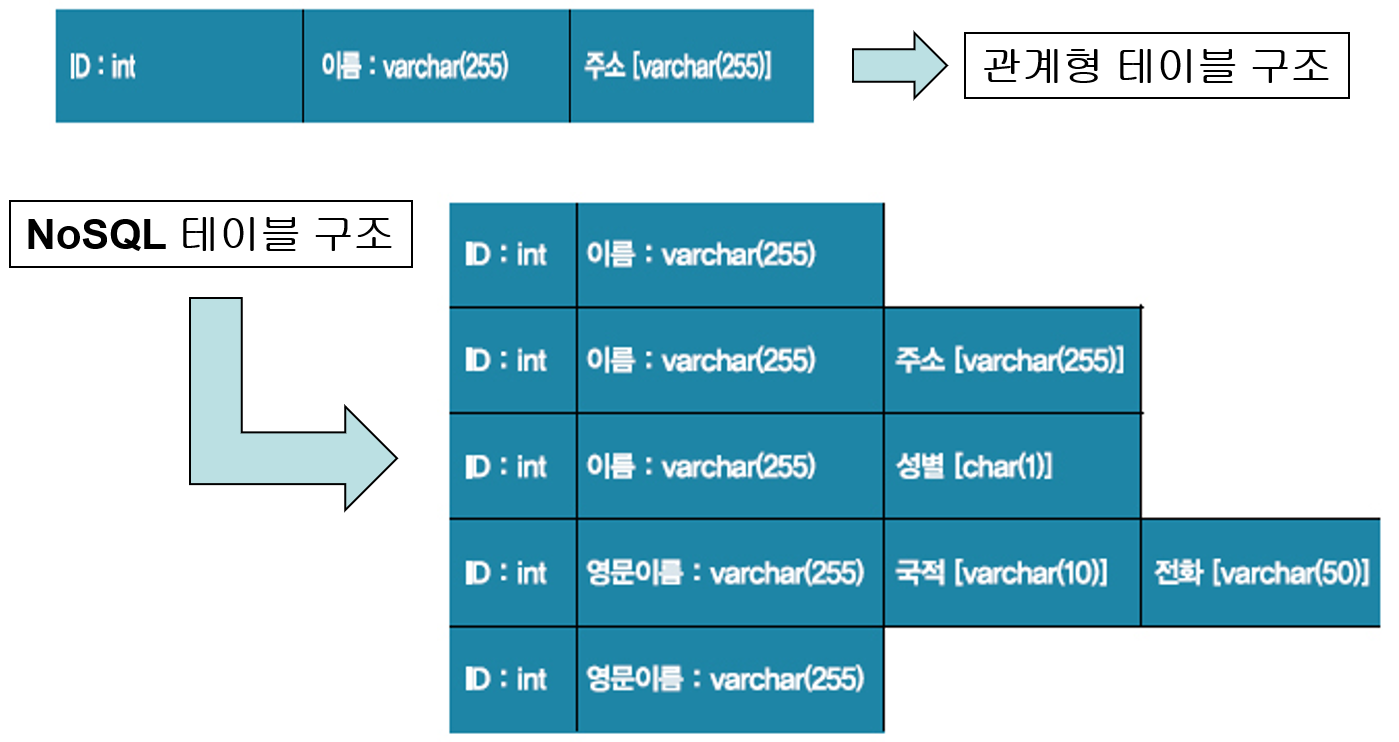 ID : int 이름 : varchar(255) 주소 [varchar(255)] 관계형 테이블 구조
NoSQL 테이블 구조
ID : int 이름 : varchar(255)
ID : int 이름 : varchar(255) 주소 [varchar(255)]
ID : int 이름 : varchar(255) 성별 [char(1)]
ID : int 영문이름 : varchar(255) 국적 [varchar(10)] 전화 [varchar(50)]
ID : int 영문이름 : varchar(255)